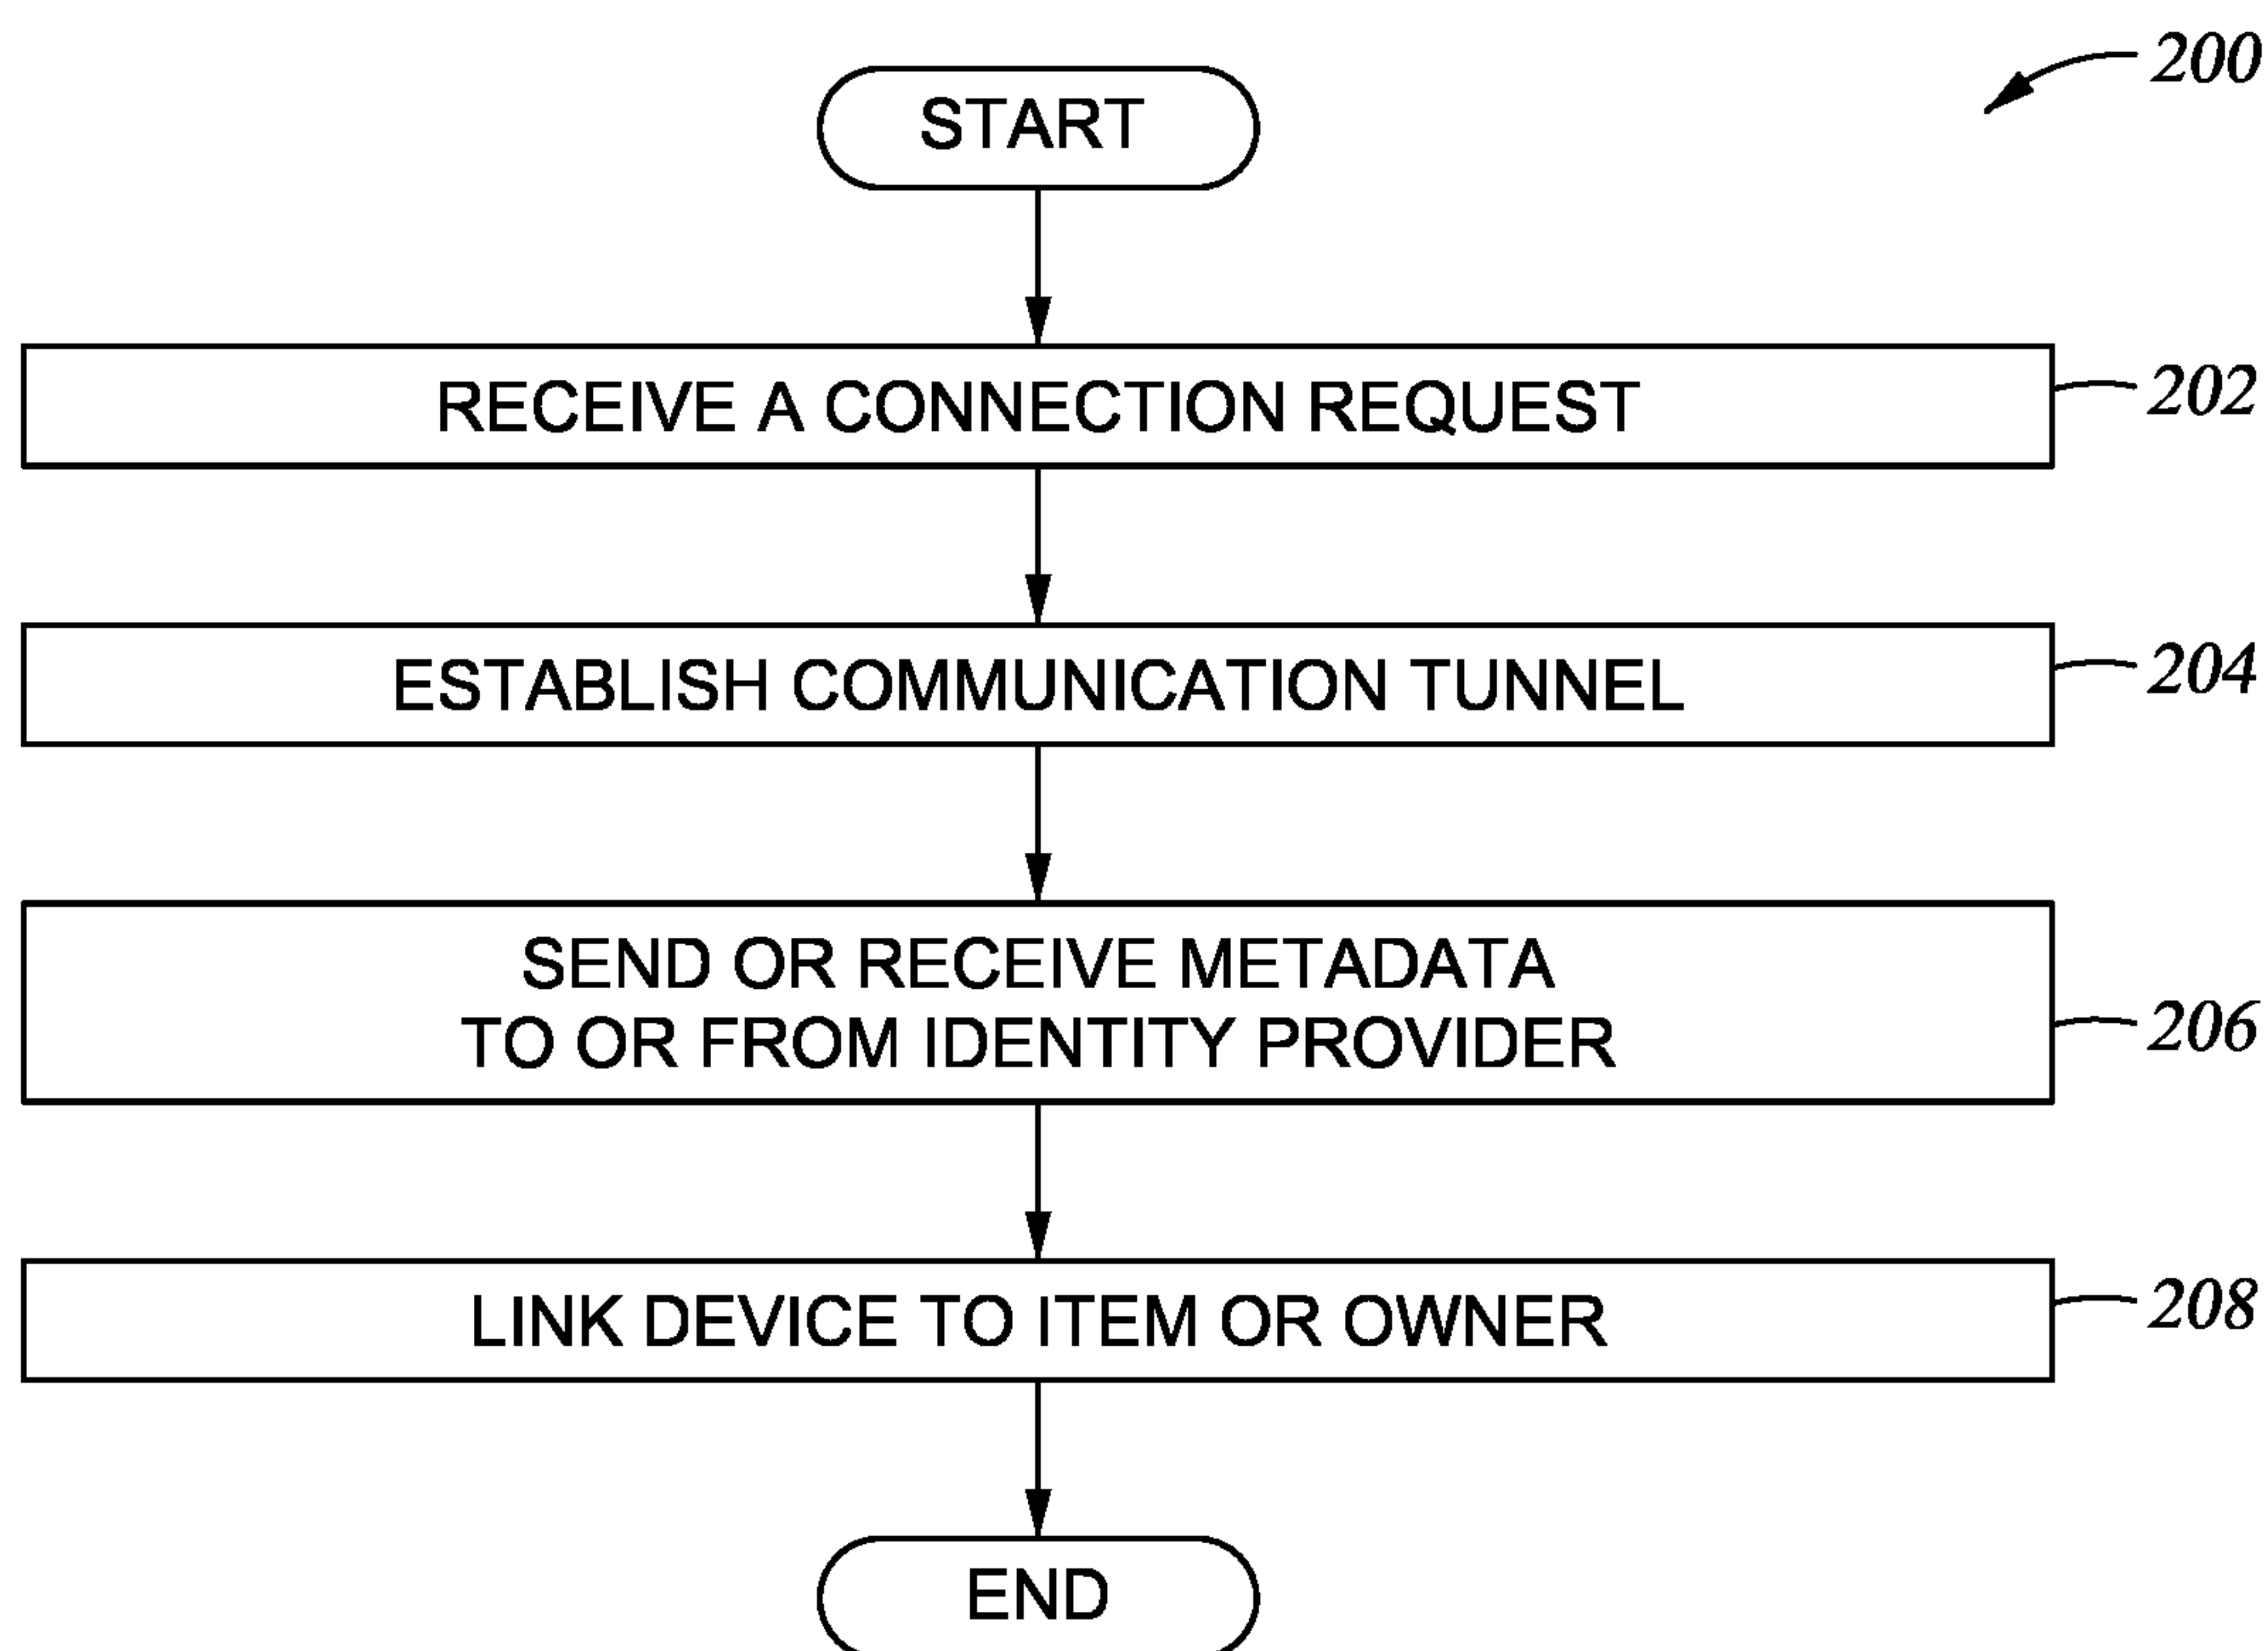 200
START
RECEIVE A CONNECTION REQUEST
202
ESTABLISH COMMUNICATION TUNNEL
204
SEND OR RECEIVE METADATA
TO OR FROM IDENTITY PROVIDER
206
LINK DEVICE TO ITEM OR OWNER
208
END